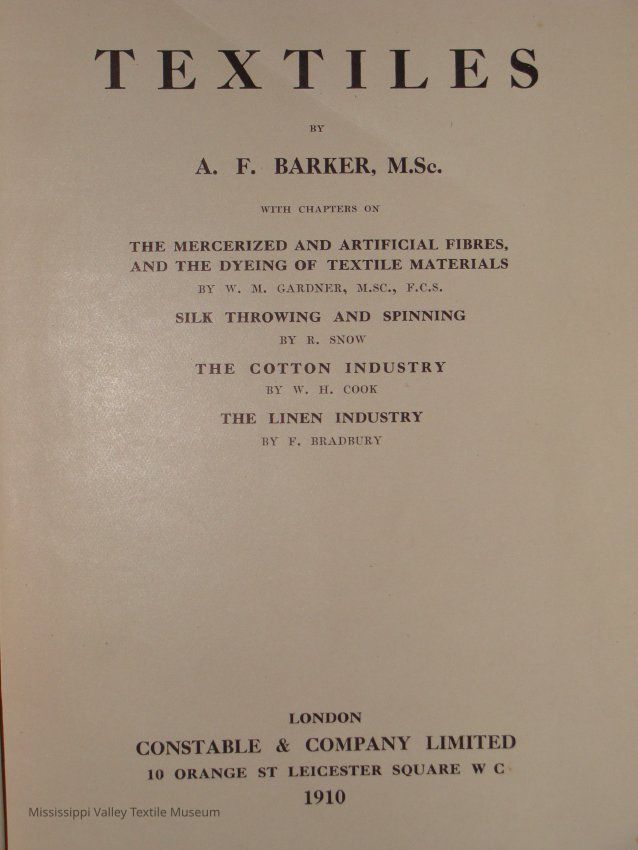 TEXTILES
BY
A. F. BARKER, M.Sc.
WITH CHAPTERS ON
THE MERCERIZED AND ARTIFICIAL FIBRES,
AND THE DYEING OF TEXTILE MATERIALS
BY W. M. GARDNER, M.SC., F.C.S.
SILK THROWING AND SPINNING
BY R. SNOW
THE COTTON INDUSTRY
BY W. H. COOK
THE LINEN INDUSTRY
BY F. BRADBURY
LONDON
CONSTABLE & COMPANY LIMITED
10 ORANGE ST LEICESTER SQUARE W C
1910
Mississippi Valley Textile Museum